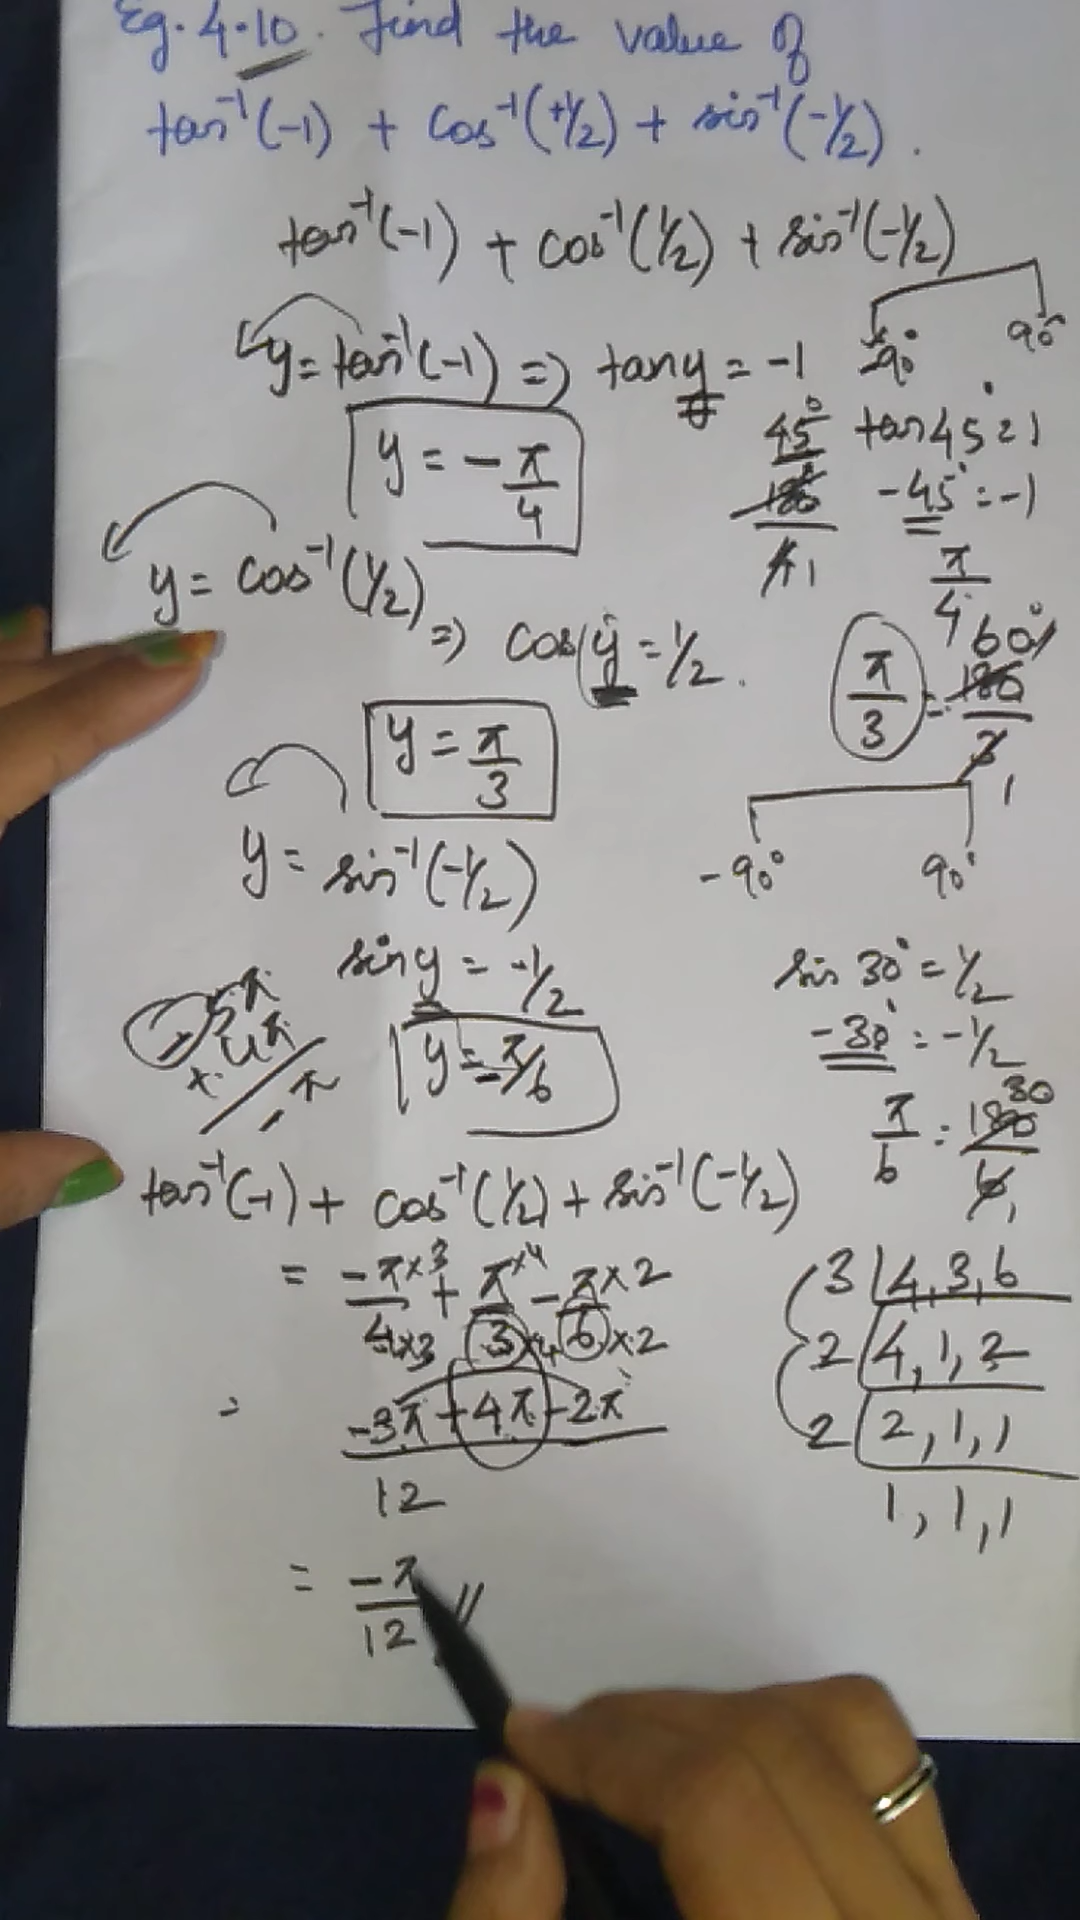 Eg. 4.10. Find the value of
tan⁻¹(-1) + cos⁻¹(+1/2) + sin⁻¹(-1/2).
tan⁻¹(-1) + cos⁻¹(1/2) + sin⁻¹(-1/2)
-90° 90°
y = tan⁻¹(-1) => tan y = -1
45° tan 45° = 1
y = -π/4
180°/4 1 -45° = -1
π/4
y = cos⁻¹(1/2)
=> cos y = 1/2.
π/3 = 180/3 60° 1
y = π/3
-90° 90°
y = sin⁻¹(-1/2)
sin y = -1/2
sin 30° = 1/2
-30° = -1/2
y = -π/6
π/6 = 180/6 30 1
tan⁻¹(-1) + cos⁻¹(1/2) + sin⁻¹(-1/2)
= -π×3/4×3 + π×4/3×4 - π×2/6×2
3 | 4, 3, 6
2 | 4, 1, 2
= -3π + 4π - 2π / 12
2 | 2, 1, 1
1, 1, 1
= -π/12 //